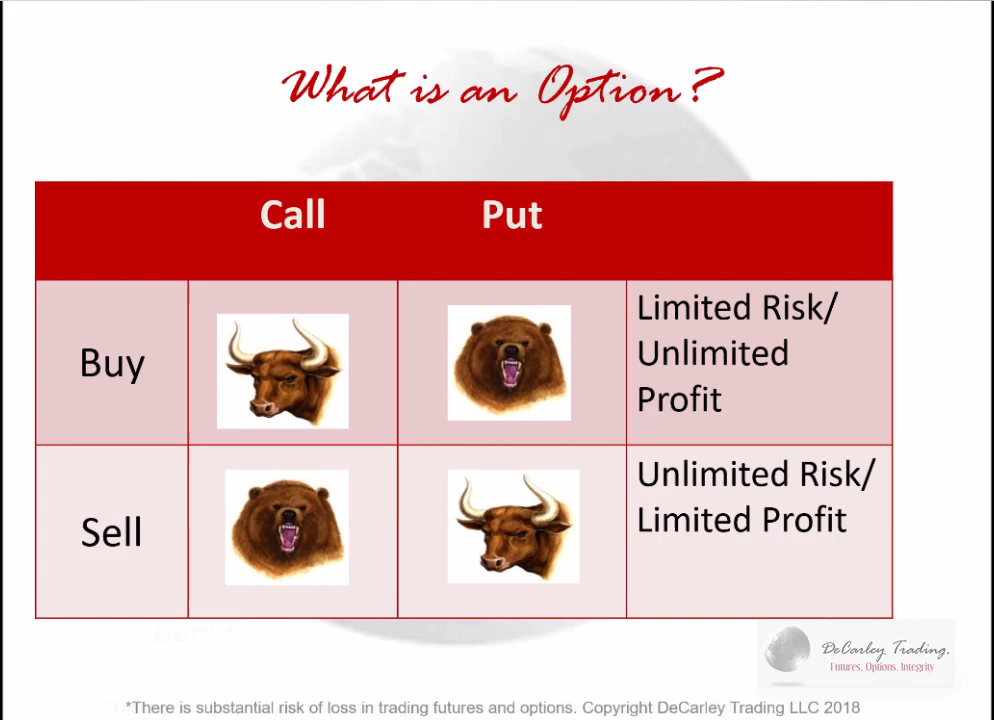 What is an Option?
Call Put
Buy
Limited Risk/
Unlimited
Profit
Sell
Unlimited Risk/
Limited Profit
DeCarley Trading.
Futures. Options. Integrity
*There is substantial risk of loss in trading futures and options. Copyright DeCarley Trading LLC 2018